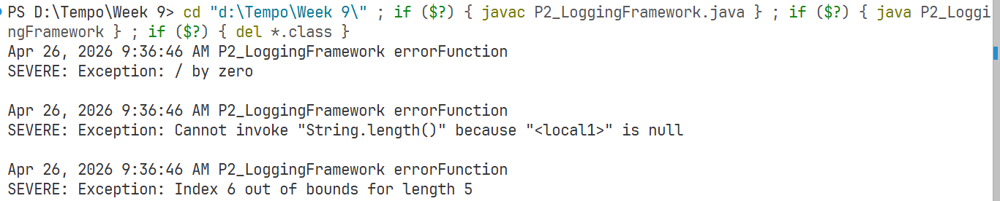 PS D:\Tempo\Week 9> cd "d:\Tempo\Week 9\" ; if ($?) { javac P2_LoggingFramework.java } ; if ($?) { java P2_Loggi
ngFramework } ; if ($?) { del *.class }
Apr 26, 2026 9:36:46 AM P2_LoggingFramework errorFunction
SEVERE: Exception: / by zero

Apr 26, 2026 9:36:46 AM P2_LoggingFramework errorFunction
SEVERE: Exception: Cannot invoke "String.length()" because "<local1>" is null

Apr 26, 2026 9:36:46 AM P2_LoggingFramework errorFunction
SEVERE: Exception: Index 6 out of bounds for length 5